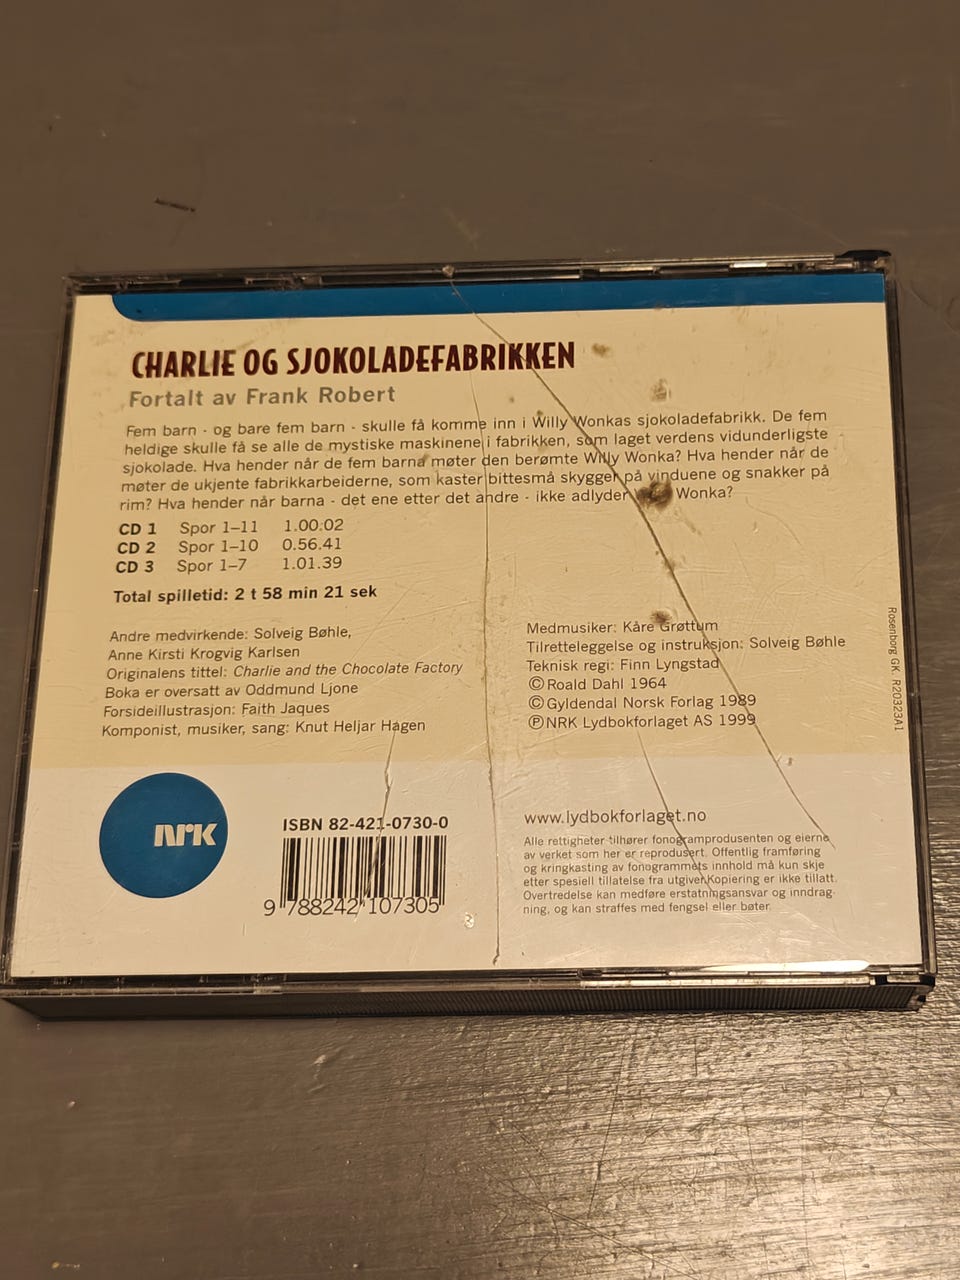 CHARLIE OG SJOKOLADEFABRIKKEN
Fortalt av Frank Robert
Fem barn - og bare fem barn - skulle få komme inn i Willy Wonkas sjokoladefabrikk. De fem
heldige skulle få se alle de mystiske maskinene i fabrikken, som laget verdens vidunderligste
sjokolade. Hva hender når de fem barna møter den berømte Willy Wonka? Hva hender når de
møter de ukjente fabrikkarbeiderne, som kaster bittesmå skygger på vinduene og snakker på
rim? Hva hender når barna - det ene etter det andre - ikke adlyder Wonka?
CD 1 Spor 1–11 1.00.02
CD 2 Spor 1–10 0.56.41
CD 3 Spor 1–7 1.01.39
Total spilletid: 2 t 58 min 21 sek
Andre medvirkende: Solveig Bøhle,
Anne Kirsti Krogvig Karlsen
Originalens tittel: Charlie and the Chocolate Factory
Boka er oversatt av Oddmund Ljone
Forsideillustrasjon: Faith Jaques
Komponist, musiker, sang: Knut Heljar Hagen
Medmusiker: Kåre Grøttum
Tilretteleggelse og instruksjon: Solveig Bøhle
Teknisk regi: Finn Lyngstad
©Roald Dahl 1964
©Gyldendal Norsk Forlag 1989
℗NRK Lydbokforlaget AS 1999
Rosenborg GK. R20323A1
NRK
ISBN 82-421-0730-0
9 788242 107305
www.lydbokforlaget.no
Alle rettigheter tilhører fonogramprodusenten og eierne
av verket som her er reprodusert. Offentlig framføring
og kringkasting av fonogrammets innhold må kun skje
etter spesiell tillatelse fra utgiver. Kopiering er ikke tillatt.
Overtredelse kan medføre erstatningsansvar og inndrag-
ning, og kan straffes med fengsel eller bøter.